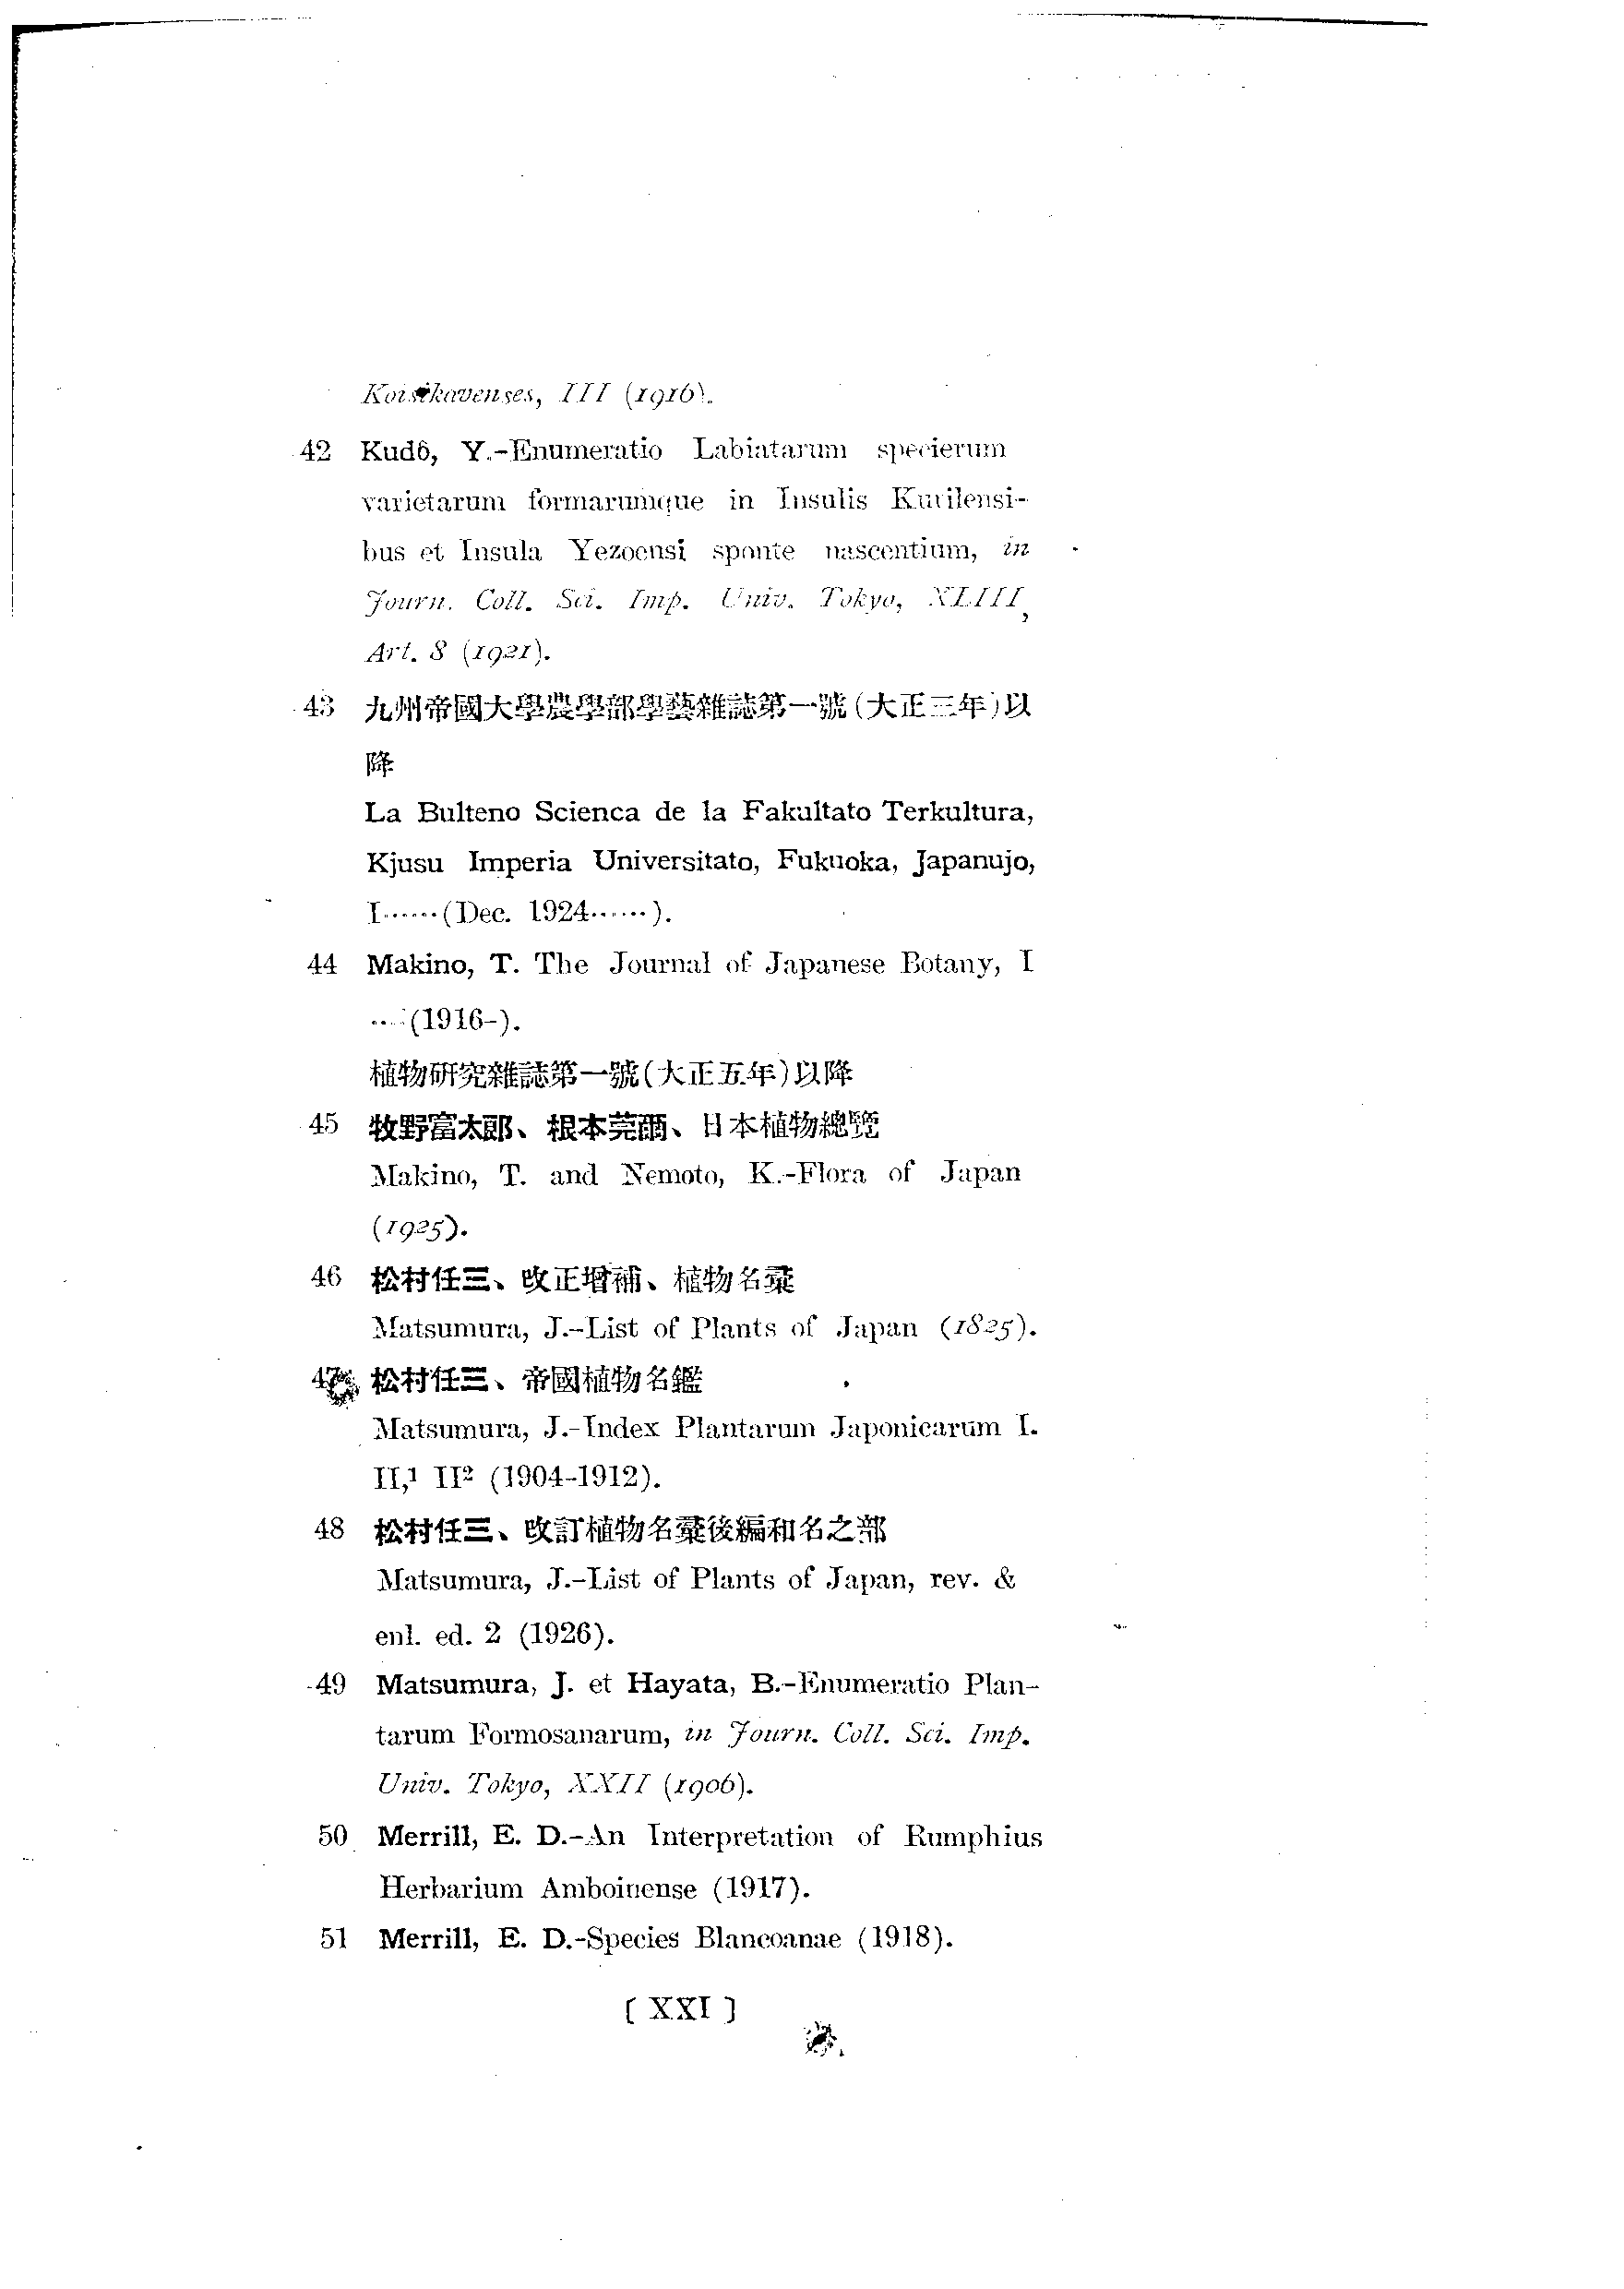 Koisikavenses, III (1916).
42 Kudô, Y.-Enumeratio Labiatarum specierum
varietarum formarumque in Insulis Kurilensi-
bus et Insula Yezoensi sponte nascentium, in
Journ. Coll. Sci. Imp. Univ. Tokyo, XLIII,
Art. 8 (1921).
43 九州帝國大學農學部學藝雜誌第一號(大正三年)以
降
La Bulteno Scienca de la Fakultato Terkultura,
Kjusu Imperia Universitato, Fukuoka, Japanujo,
I……(Dec. 1924……).
44 Makino, T. The Journal of Japanese Botany, I
…(1916-).
植物研究雜誌第一號(大正五年)以降
45 牧野富太郎、根本莞爾、日本植物總覽
Makino, T. and Nemoto, K.-Flora of Japan
(1925).
46 松村任三、改正增補、植物名彙
Matsumura, J.-List of Plants of Japan (1825).
47 松村任三、帝國植物名鑑
Matsumura, J.-Index Plantarum Japonicarum I.
II,¹ II² (1904-1912).
48 松村任三、改訂植物名彙後編和名之部
Matsumura, J.-List of Plants of Japan, rev. &
enl. ed. 2 (1926).
49 Matsumura, J. et Hayata, B.-Enumeratio Plan-
tarum Formosanarum, in Journ. Coll. Sci. Imp.
Univ. Tokyo, XXII (1906).
50 Merrill, E. D.-An Interpretation of Rumphius
Herbarium Amboinense (1917).
51 Merrill, E. D.-Species Blancoanae (1918).
[ XXI ]